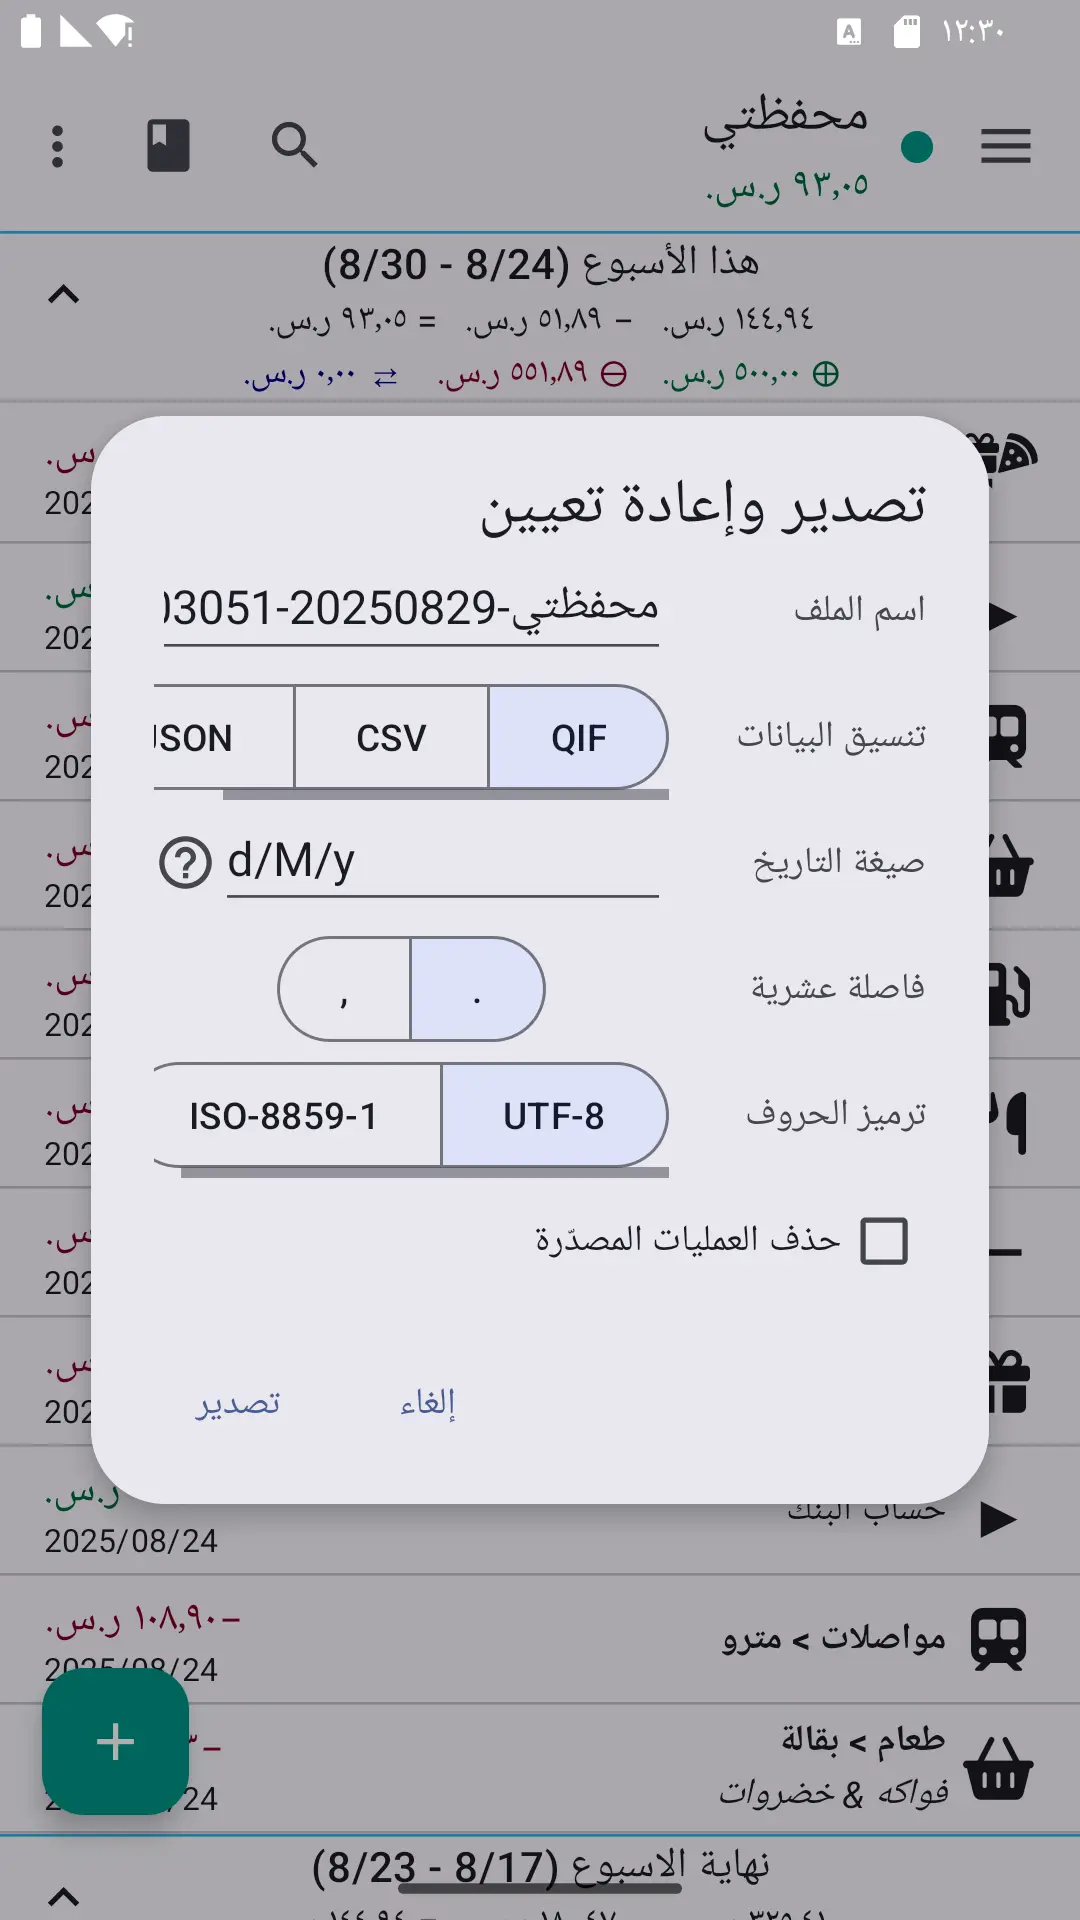 ١٢:٣٠
محفظتي
٩٣,٠٥ ر.س.
هذا الأسبوع (8/24 - 8/30)
١٤٤,٩٤ ر.س. − ٥١,٨٩ ر.س. = ٩٣,٠٥ ر.س.
⊕ ٥٠٠,٠٠ ر.س. ⊖ ٥٥١,٨٩ ر.س. ⇄ ٠,٠٠ ر.س.
تصدير وإعادة تعيين
اسم الملف
محفظتي-20250829-03051
تنسيق البيانات
QIF
CSV
JSON
صيغة التاريخ
d/M/y
فاصلة عشرية
.
,
ترميز الحروف
UTF-8
ISO-8859-1
حذف العمليات المصدّرة
إلغاء
تصدير
حساب البنك
ر.س.
2025/08/24
مواصلات > مترو
−١٠٨,٩٠ ر.س.
2025/08/24
طعام > بقالة
فواكه & خضروات
نهاية الاسبوع (8/17 - 8/23)